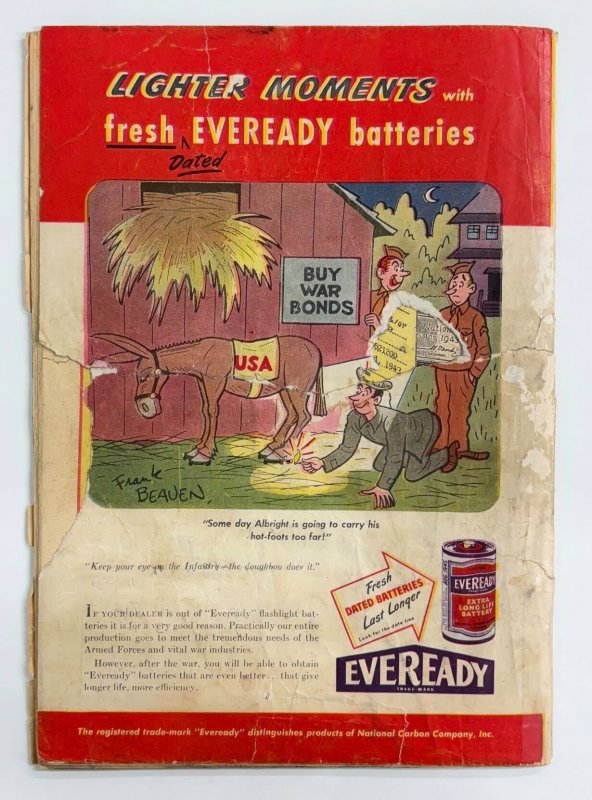 LIGHTER MOMENTS with
fresh ^ EVEREADY batteries
Dated
BUY
WAR
BONDS
USA
021200
1943
194
Frank
BEAVEN.
"Some day Albright is going to carry his
hot-foots too far!"
"Keep your eye on the Infantry—the doughboy does it."
IF YOUR DEALER is out of "Eveready" flashlight bat-
teries it is for a very good reason. Practically our entire
production goes to meet the tremendous needs of the
Armed Forces and vital war industries.
However, after the war, you will be able to obtain
"Eveready" batteries that are even better... that give
longer life, more efficiency.
Fresh
DATED BATTERIES
Last Longer
Look for the date line
EVEREADY
EXTRA
LONG LIFE
BATTERY
EVEREADY
TRADE-MARK
The registered trade-mark "Eveready" distinguishes products of National Carbon Company, Inc.